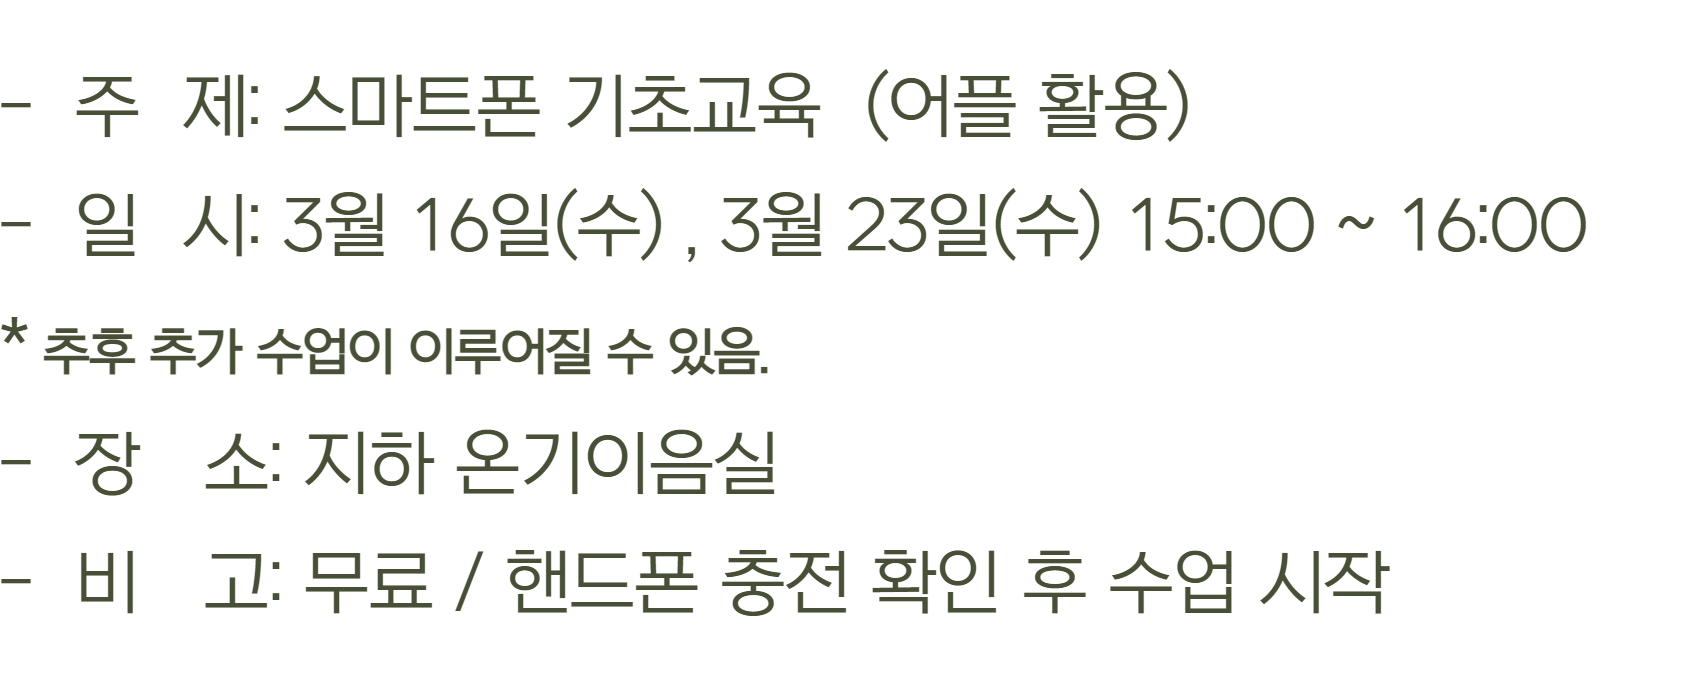 - 주 제: 스마트폰 기초교육 (어플 활용)
- 일 시: 3월 16일(수) , 3월 23일(수) 15:00 ~ 16:00
* 추후 추가 수업이 이루어질 수 있음.
- 장 소: 지하 온기이음실
- 비 고: 무료 / 핸드폰 충전 확인 후 수업 시작